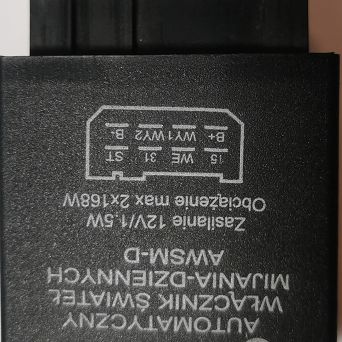 AUTOMATYCZNY
WŁĄCZNIK ŚWIATEŁ
MIJANIA-DZIENNYCH
AWSM-D
Zasilanie 12V/1.5W
Obciążenie max 2x168W
15 WE 31 ST
B+ WY1 WY2 B-